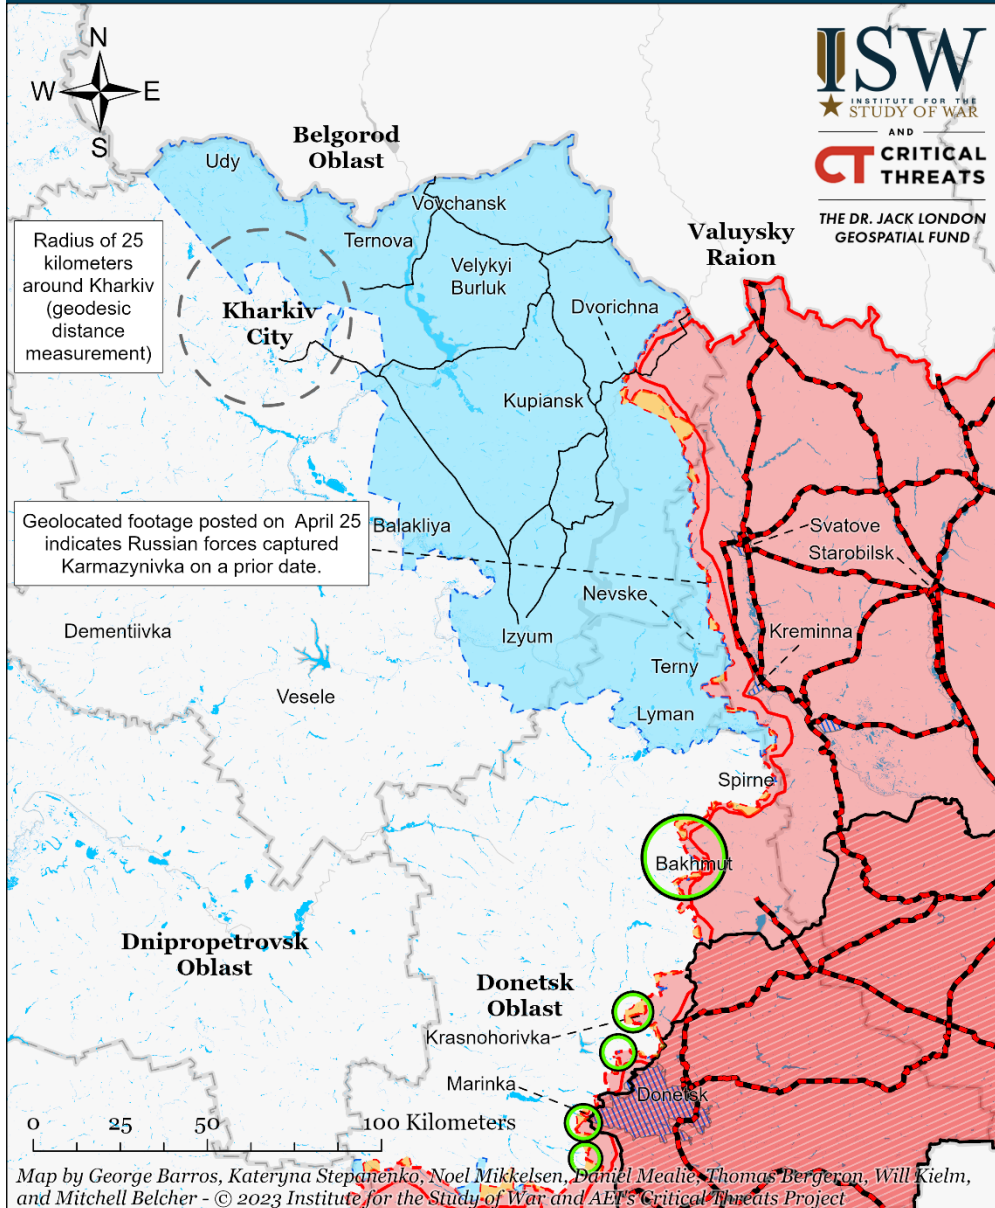 N
W
E
S
ISW
INSTITUTE FOR THE
STUDY OF WAR
AND
CT CRITICAL
THREATS
THE DR. JACK LONDON
GEOSPATIAL FUND
Belgorod
Oblast
Udy
Vovchansk
Ternova
Valuysky
Raion
Radius of 25
kilometers
around Kharkiv
(geodesic
distance
measurement)
Velykyi
Burluk
Kharkiv
City
Dvorichna
Kupiansk
Geolocated footage posted on April 25
indicates Russian forces captured
Karmazynivka on a prior date.
Balakliya
Svatove
Starobilsk
Nevske
Dementiivka
Izyum
Kreminna
Terny
Vesele
Lyman
Spirne
Bakhmut
Dnipropetrovsk
Oblast
Donetsk
Oblast
Krasnohorivka
Marinka
Donetsk
0 25 50 100 Kilometers
Map by George Barros, Kateryna Stepanenko, Noel Mikkelsen, Daniel Mealie, Thomas Bergeron, Will Kielm,
and Mitchell Belcher - © 2023 Institute for the Study of War and AEI's Critical Threats Project